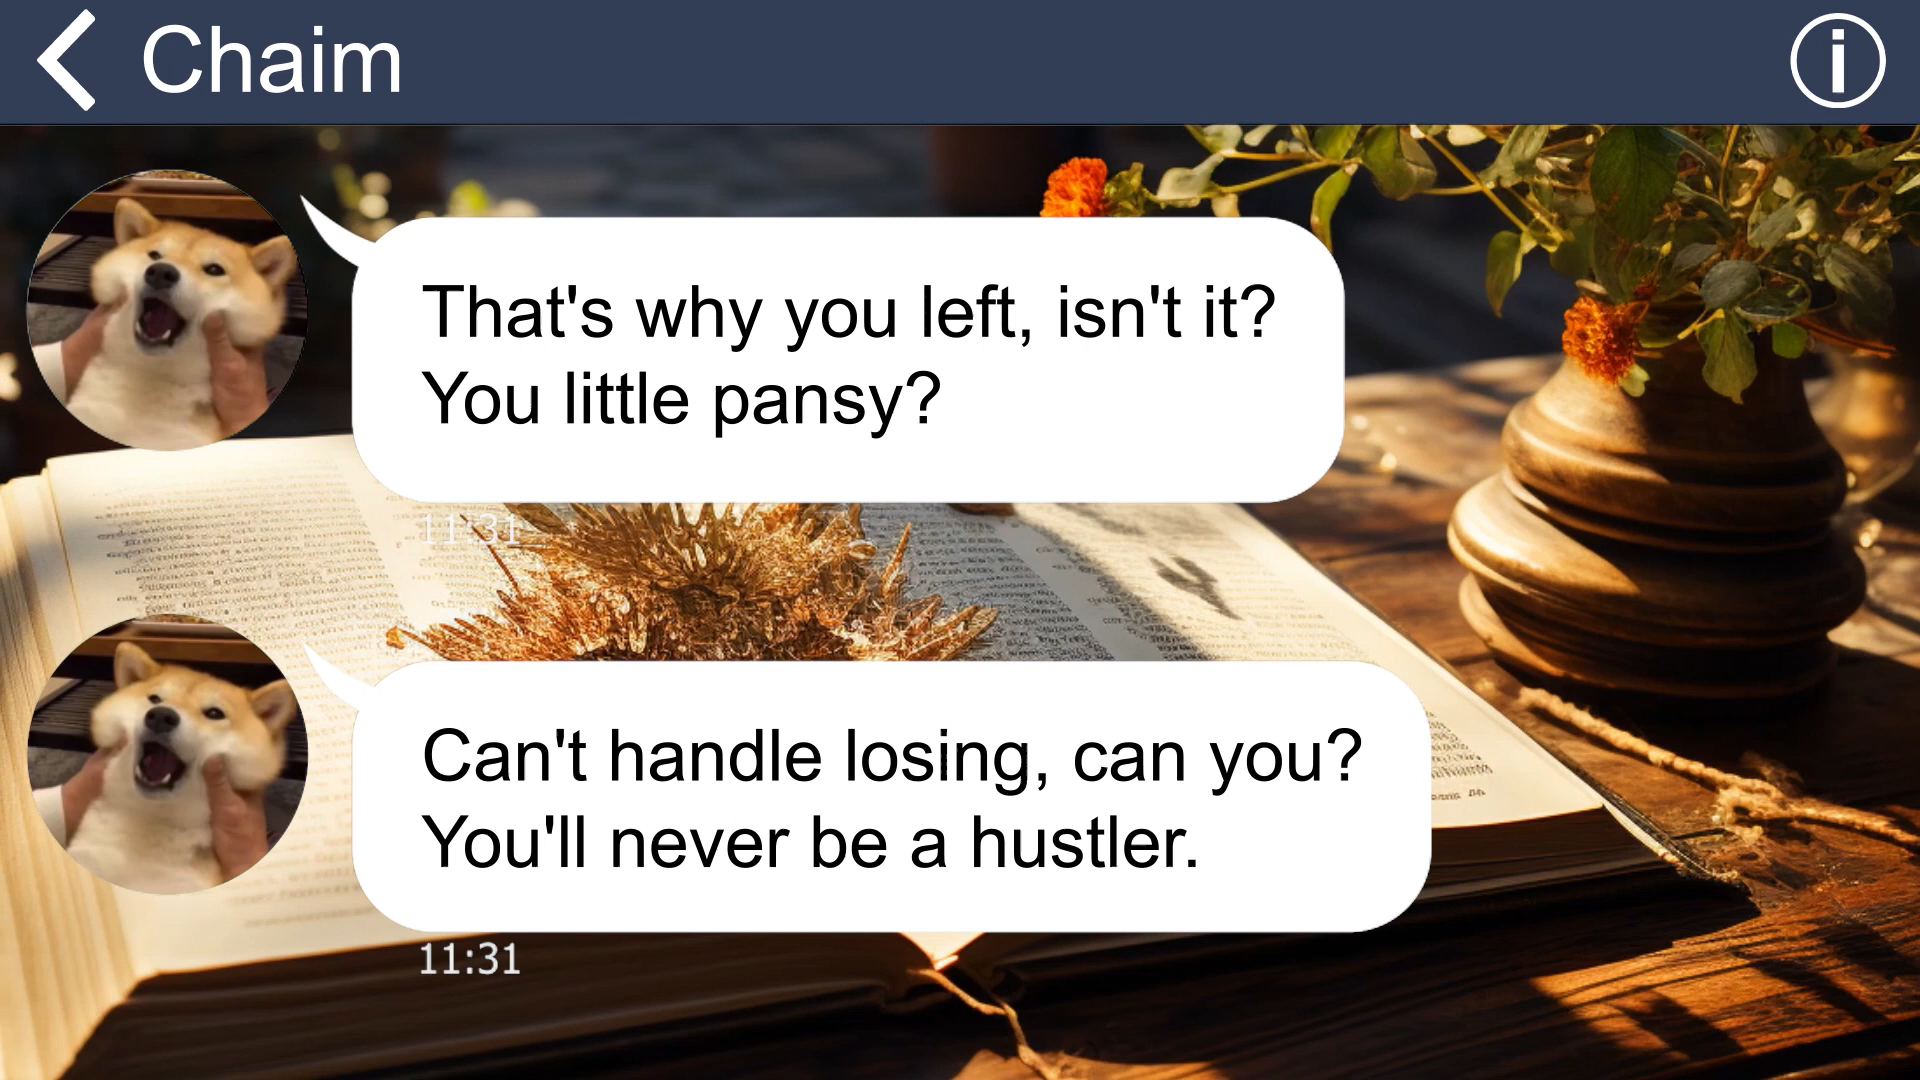 Chaim
That's why you left, isn't it?
You little pansy?
11:31
Can't handle losing, can you?
You'll never be a hustler.
11:31